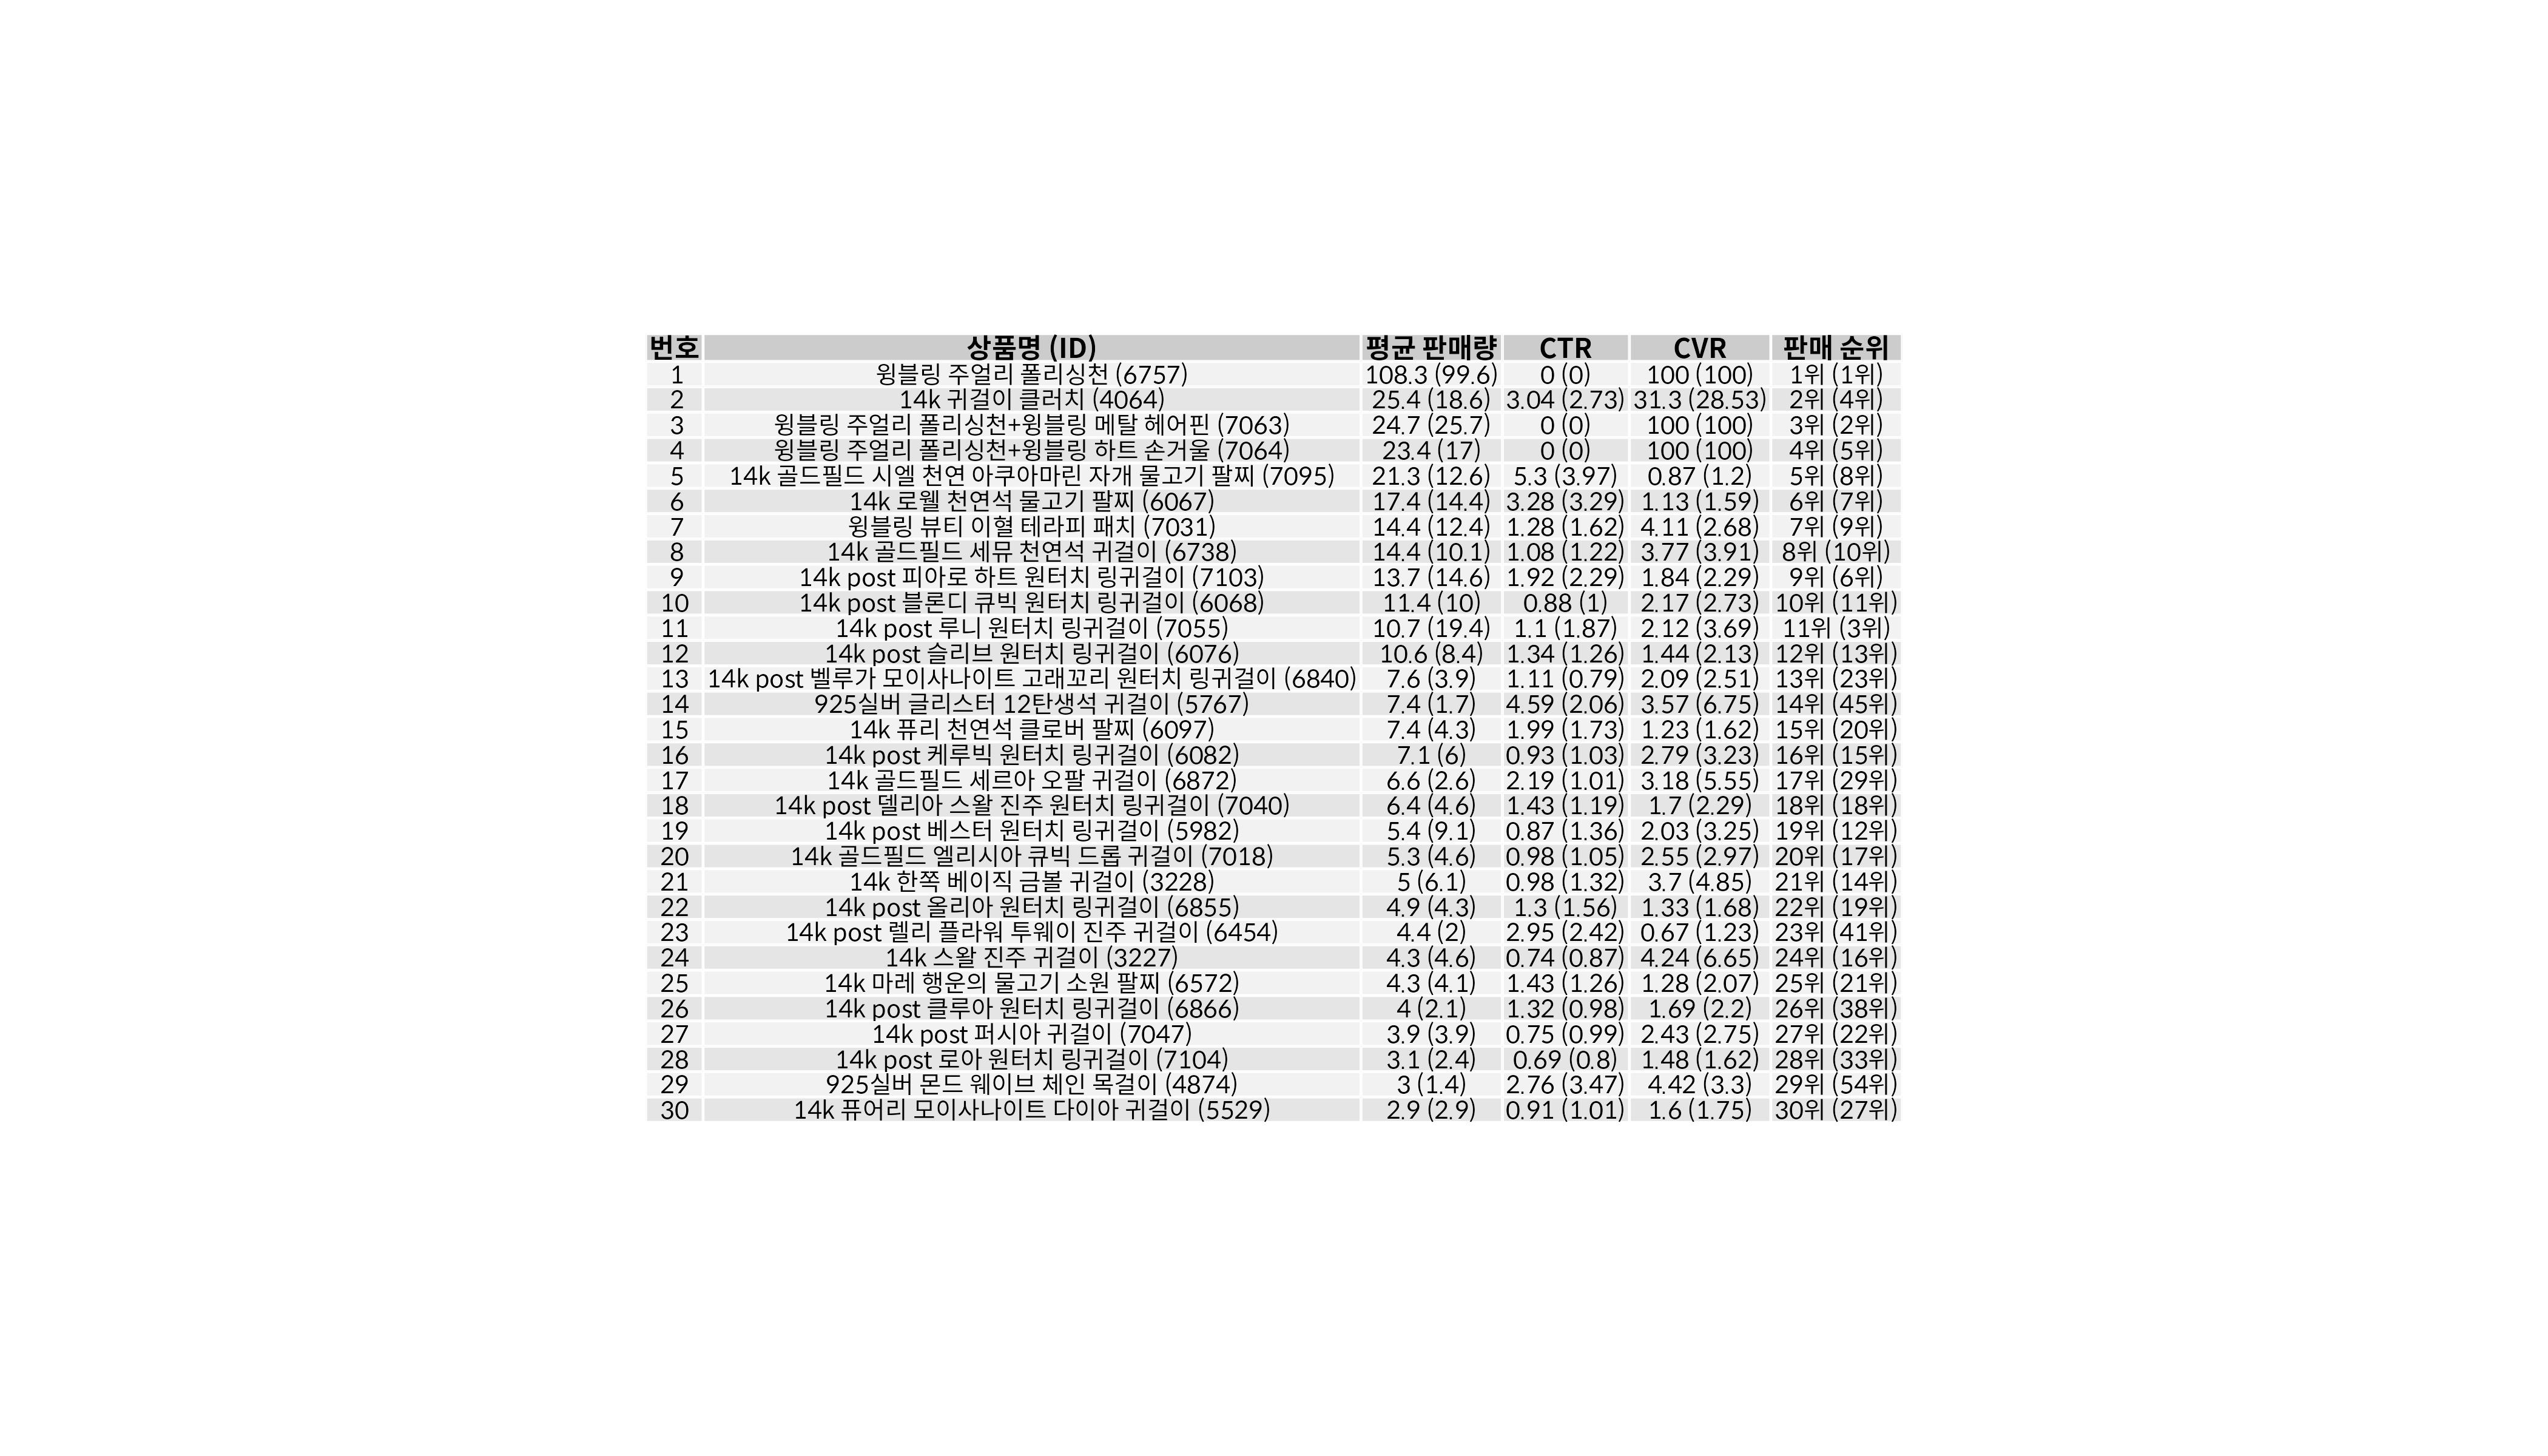 번호 상품명 (ID) 평균 판매량 CTR CVR 판매 순위
1 윙블링 주얼리 폴리싱천 (6757) 108.3 (99.6) 0 (0) 100 (100) 1위 (1위)
2 14k 귀걸이 클러치 (4064) 25.4 (18.6) 3.04 (2.73) 31.3 (28.53) 2위 (4위)
3 윙블링 주얼리 폴리싱천+윙블링 메탈 헤어핀 (7063) 24.7 (25.7) 0 (0) 100 (100) 3위 (2위)
4 윙블링 주얼리 폴리싱천+윙블링 하트 손거울 (7064) 23.4 (17) 0 (0) 100 (100) 4위 (5위)
5 14k 골드필드 시엘 천연 아쿠아마린 자개 물고기 팔찌 (7095) 21.3 (12.6) 5.3 (3.97) 0.87 (1.2) 5위 (8위)
6 14k 로웰 천연석 물고기 팔찌 (6067) 17.4 (14.4) 3.28 (3.29) 1.13 (1.59) 6위 (7위)
7 윙블링 뷰티 이혈 테라피 패치 (7031) 14.4 (12.4) 1.28 (1.62) 4.11 (2.68) 7위 (9위)
8 14k 골드필드 세뮤 천연석 귀걸이 (6738) 14.4 (10.1) 1.08 (1.22) 3.77 (3.91) 8위 (10위)
9 14k post 피아로 하트 원터치 링귀걸이 (7103) 13.7 (14.6) 1.92 (2.29) 1.84 (2.29) 9위 (6위)
10 14k post 블론디 큐빅 원터치 링귀걸이 (6068) 11.4 (10) 0.88 (1) 2.17 (2.73) 10위 (11위)
11 14k post 루니 원터치 링귀걸이 (7055) 10.7 (19.4) 1.1 (1.87) 2.12 (3.69) 11위 (3위)
12 14k post 슬리브 원터치 링귀걸이 (6076) 10.6 (8.4) 1.34 (1.26) 1.44 (2.13) 12위 (13위)
13 14k post 벨루가 모이사나이트 고래꼬리 원터치 링귀걸이 (6840) 7.6 (3.9) 1.11 (0.79) 2.09 (2.51) 13위 (23위)
14 925실버 글리스터 12탄생석 귀걸이 (5767) 7.4 (1.7) 4.59 (2.06) 3.57 (6.75) 14위 (45위)
15 14k 퓨리 천연석 클로버 팔찌 (6097) 7.4 (4.3) 1.99 (1.73) 1.23 (1.62) 15위 (20위)
16 14k post 케루빅 원터치 링귀걸이 (6082) 7.1 (6) 0.93 (1.03) 2.79 (3.23) 16위 (15위)
17 14k 골드필드 세르아 오팔 귀걸이 (6872) 6.6 (2.6) 2.19 (1.01) 3.18 (5.55) 17위 (29위)
18 14k post 델리아 스왈 진주 원터치 링귀걸이 (7040) 6.4 (4.6) 1.43 (1.19) 1.7 (2.29) 18위 (18위)
19 14k post 베스터 원터치 링귀걸이 (5982) 5.4 (9.1) 0.87 (1.36) 2.03 (3.25) 19위 (12위)
20 14k 골드필드 엘리시아 큐빅 드롭 귀걸이 (7018) 5.3 (4.6) 0.98 (1.05) 2.55 (2.97) 20위 (17위)
21 14k 한쪽 베이직 금볼 귀걸이 (3228) 5 (6.1) 0.98 (1.32) 3.7 (4.85) 21위 (14위)
22 14k post 올리아 원터치 링귀걸이 (6855) 4.9 (4.3) 1.3 (1.56) 1.33 (1.68) 22위 (19위)
23 14k post 렐리 플라워 투웨이 진주 귀걸이 (6454) 4.4 (2) 2.95 (2.42) 0.67 (1.23) 23위 (41위)
24 14k 스왈 진주 귀걸이 (3227) 4.3 (4.6) 0.74 (0.87) 4.24 (6.65) 24위 (16위)
25 14k 마레 행운의 물고기 소원 팔찌 (6572) 4.3 (4.1) 1.43 (1.26) 1.28 (2.07) 25위 (21위)
26 14k post 클루아 원터치 링귀걸이 (6866) 4 (2.1) 1.32 (0.98) 1.69 (2.2) 26위 (38위)
27 14k post 퍼시아 귀걸이 (7047) 3.9 (3.9) 0.75 (0.99) 2.43 (2.75) 27위 (22위)
28 14k post 로아 원터치 링귀걸이 (7104) 3.1 (2.4) 0.69 (0.8) 1.48 (1.62) 28위 (33위)
29 925실버 몬드 웨이브 체인 목걸이 (4874) 3 (1.4) 2.76 (3.47) 4.42 (3.3) 29위 (54위)
30 14k 퓨어리 모이사나이트 다이아 귀걸이 (5529) 2.9 (2.9) 0.91 (1.01) 1.6 (1.75) 30위 (27위)